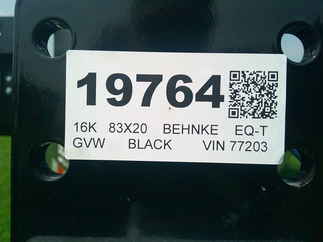 19764
16K 83X20 BEHNKE EQ-T
GVW BLACK VIN 77203